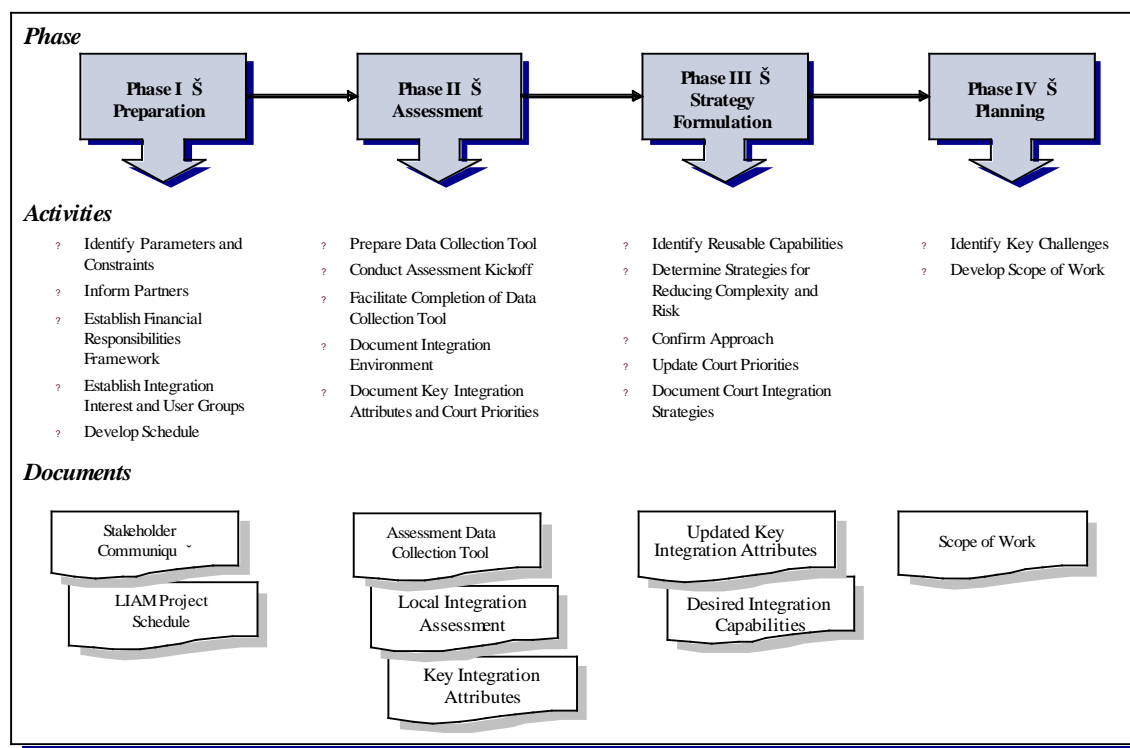 Phase
Phase I Š
Preparation
Phase II Š
Assessment
Phase III Š
Strategy
Formulation
Phase IV Š
Planning
Activities
? Identify Parameters and
Constraints
? Inform Partners
? Establish Financial
Responsibilities
Framework
? Establish Integration
Interest and User Groups
? Develop Schedule
? Prepare Data Collection Tool
? Conduct Assessment Kickoff
? Facilitate Completion of Data
Collection Tool
? Document Integration
Environment
? Document Key Integration
Attributes and Court Priorities
? Identify Reusable Capabilities
? Determine Strategies for
Reducing Complexity and
Risk
? Confirm Approach
? Update Court Priorities
? Document Court Integration
Strategies
? Identify Key Challenges
? Develop Scope of Work
Documents
Stakeholder
Communiqu ˇ
LIAM Project
Schedule
Assessment Data
Collection Tool
Local Integration
Assessment
Key Integration
Attributes
Updated Key
Integration Attributes
Desired Integration
Capabilities
Scope of Work